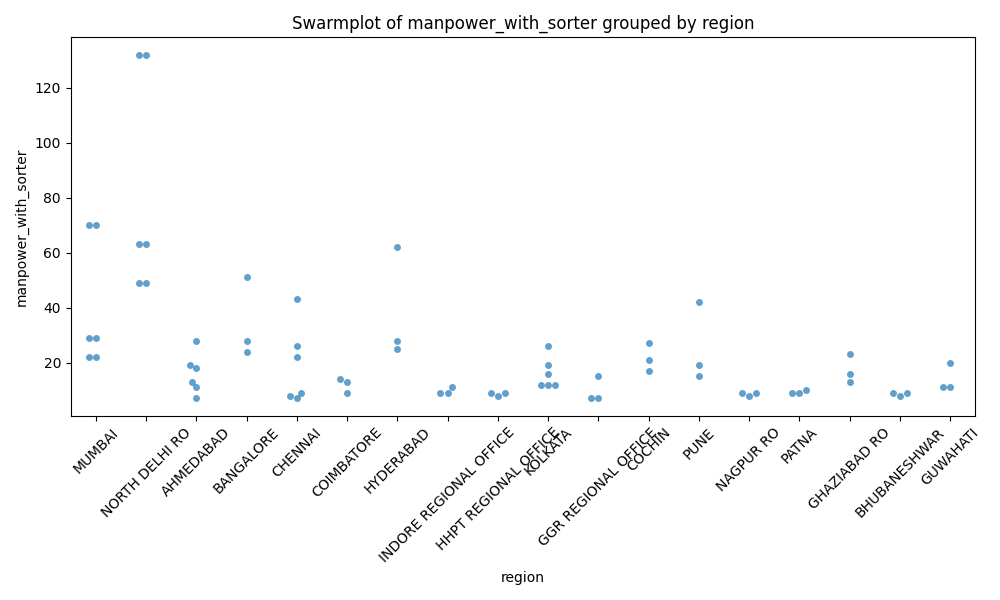 Swarmplot of manpower_with_sorter grouped by region
manpower_with_sorter
120
100
80
60
40
20
MUMBAI
NORTH DELHI RO
AHMEDABAD
BANGALORE
CHENNAI
COIMBATORE
HYDERABAD
INDORE REGIONAL OFFICE
HHPT REGIONAL OFFICE
KOLKATA
GGR REGIONAL OFFICE
COCHIN
PUNE
NAGPUR RO
PATNA
GHAZIABAD RO
BHUBANESHWAR
GUWAHATI
region